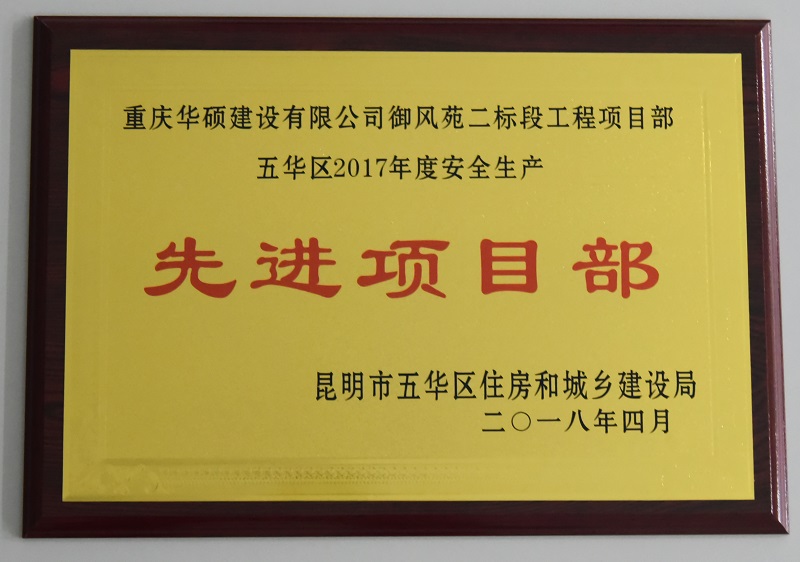 重庆华硕建设有限公司御风苑二标段工程项目部
五华区2017年度安全生产
先进项目部
昆明市五华区住房和城乡建设局
二〇一八年四月